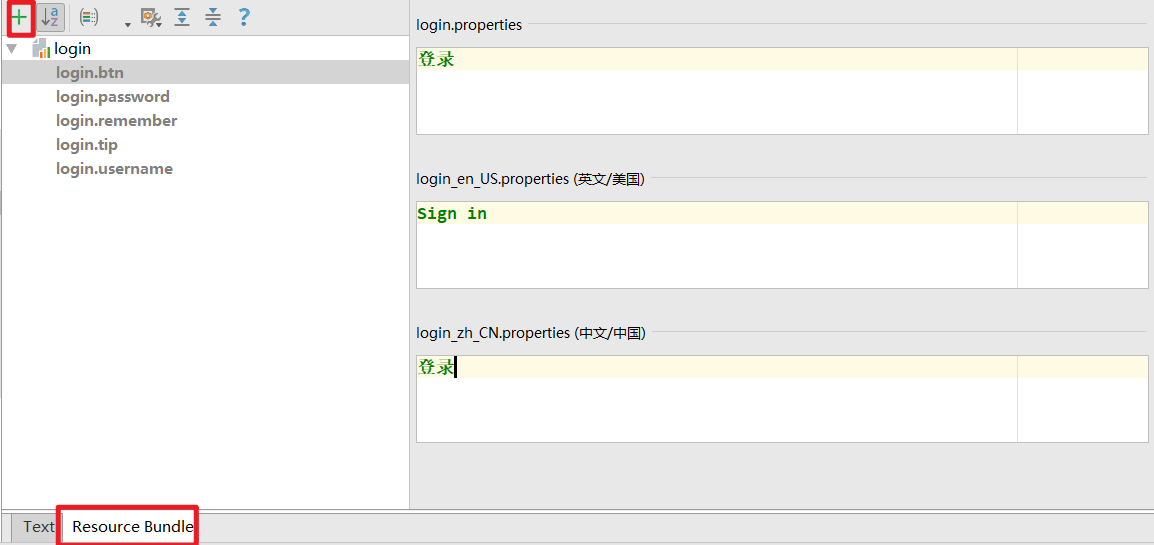 login
login.btn
login.password
login.remember
login.tip
login.username
login.properties
登录
login_en_US.properties (英文/美国)
Sign in
login_zh_CN.properties (中文/中国)
登录
Text
Resource Bundle